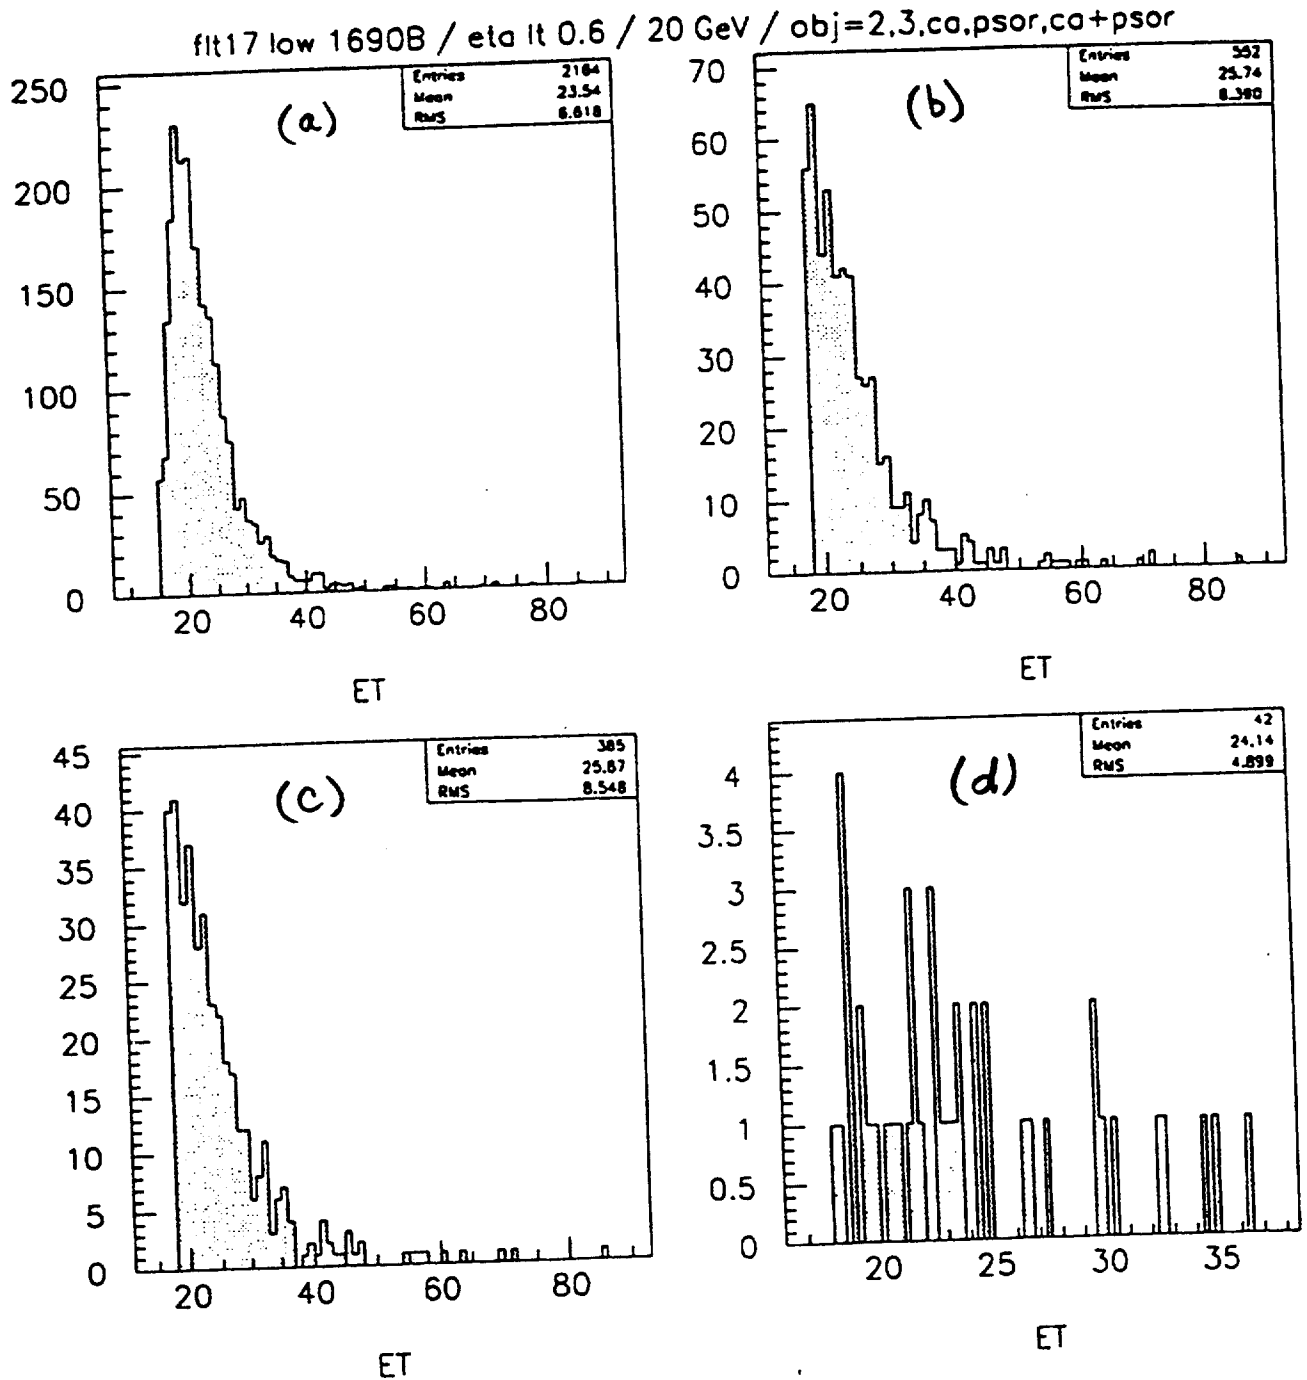 flt17 low 1690B / eta lt 0.6 / 20 GeV / obj=2,3,ca,psor,ca+psor
(a)
Entries 2164
Mean 23.54
RMS 6.618
250
200
150
100
50
0
20 40 60 80
ET
(b)
Entries 552
Mean 25.74
RMS 8.390
70
60
50
40
30
20
10
0
20 40 60 80
ET
(c)
Entries 385
Mean 25.87
RMS 8.548
45
40
35
30
25
20
15
10
5
0
20 40 60 80
ET
(d)
Entries 42
Mean 24.14
RMS 4.899
4
3.5
3
2.5
2
1.5
1
0.5
0
20 25 30 35
ET